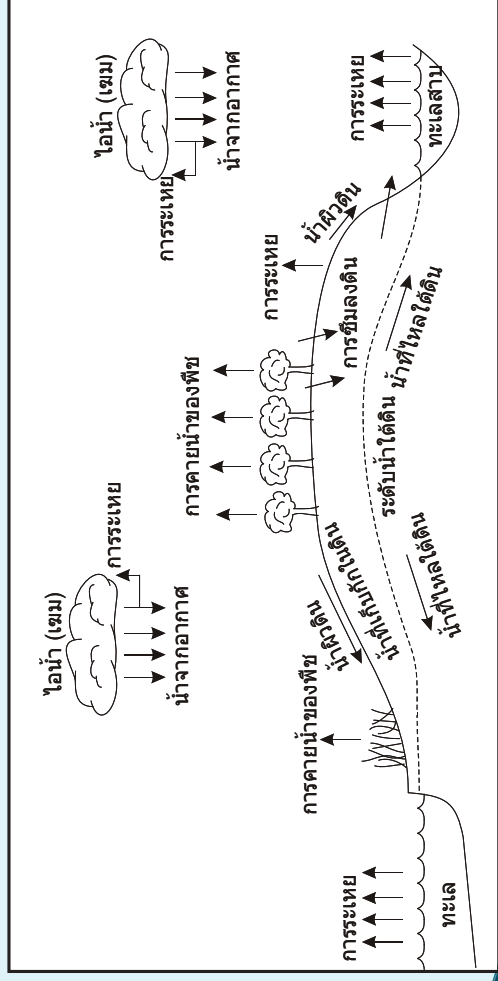 ไอน้ำ (เฆม)
การระเหย
น้ำจากอากาศ
ไอน้ำ (เฆม)
การระเหย
น้ำจากอากาศ
การคายน้ำของพืช
การระเหย
น้ำผิวดิน
การระเหย
ทะเลสาบ
การซึมลงดิน
น้ำผิวดิน
น้ำที่เก็บกักในดิน
การคายน้ำของพืช
ระดับน้ำใต้ดิน
น้ำที่ไหลใต้ดิน
น้ำที่ไหลใต้ดิน
การระเหย
ทะเล